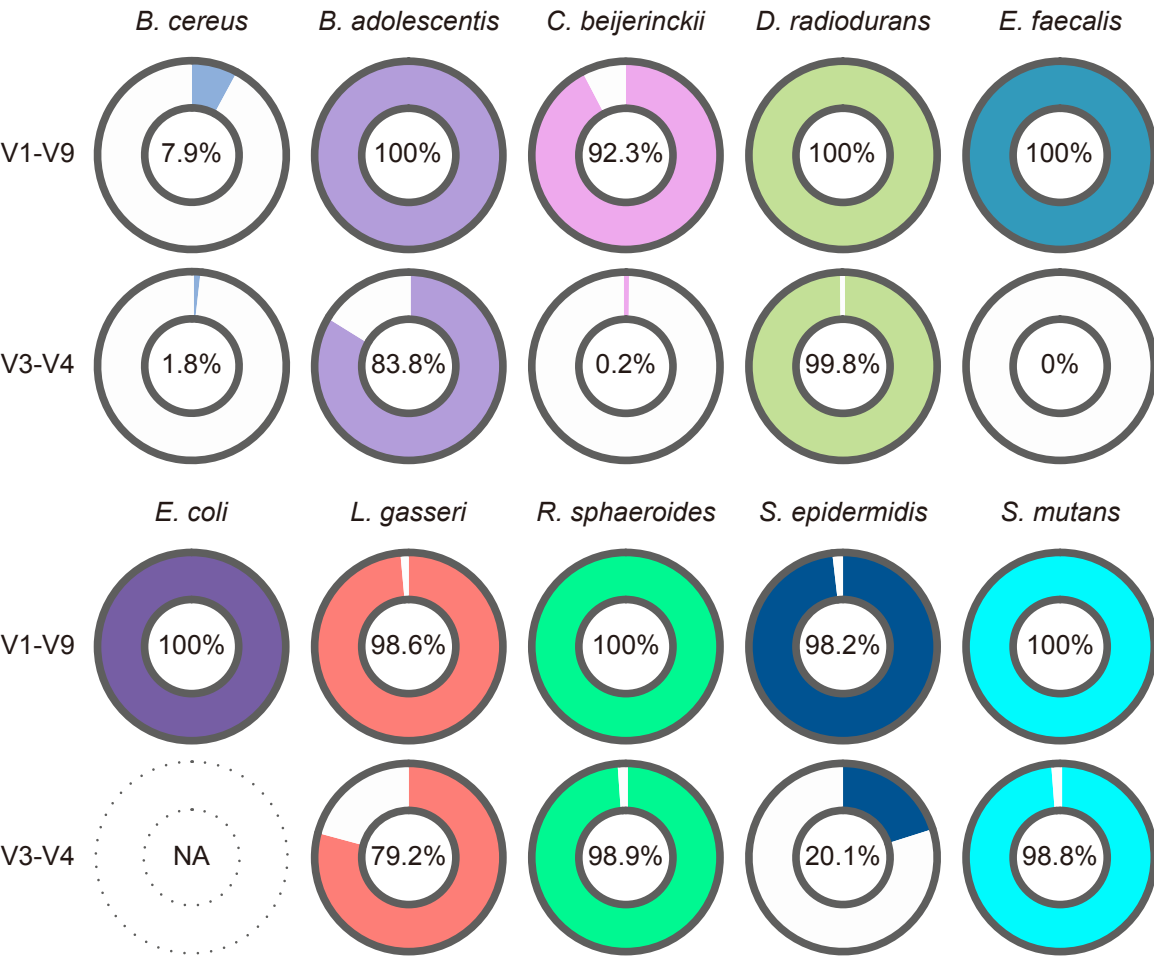 B. cereus B. adolescentis C. beijerinckii D. radiodurans E. faecalis
V1-V9 7.9% 100% 92.3% 100% 100%
V3-V4 1.8% 83.8% 0.2% 99.8% 0%
E. coli L. gasseri R. sphaeroides S. epidermidis S. mutans
V1-V9 100% 98.6% 100% 98.2% 100%
V3-V4 NA 79.2% 98.9% 20.1% 98.8%